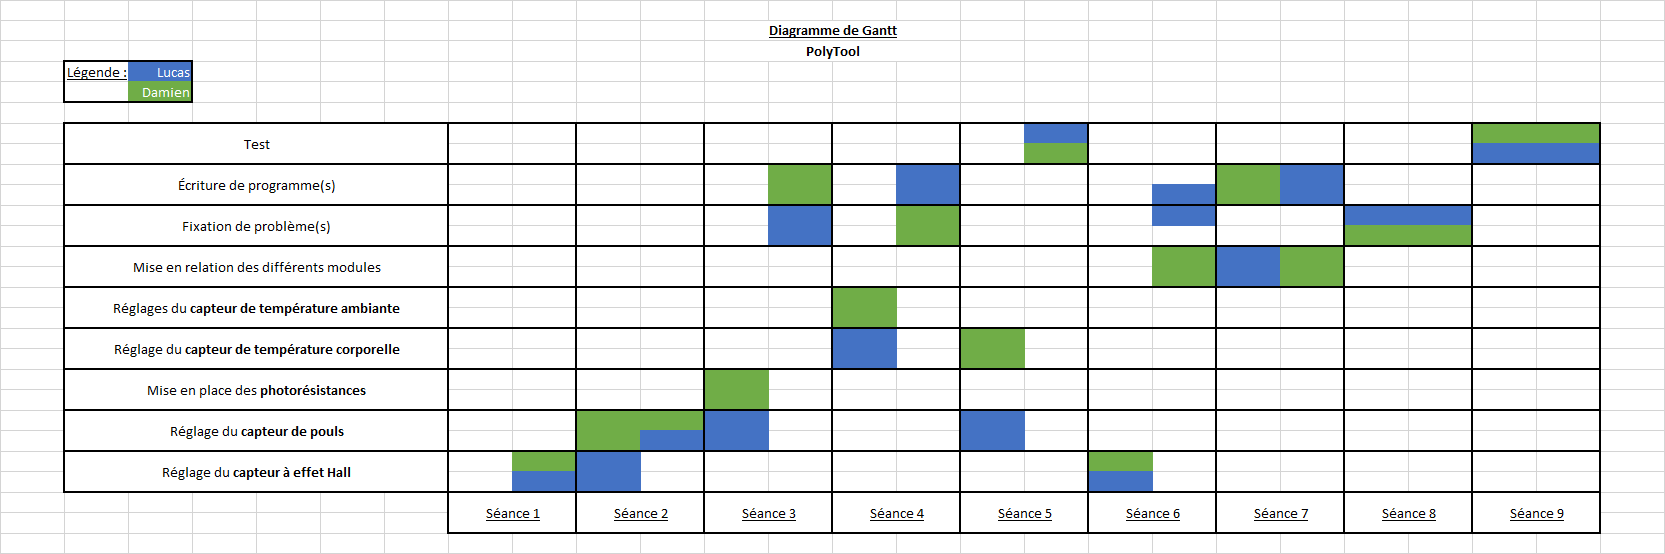 Diagramme de Gantt
PolyTool
Légende : Lucas
Damien
Test
Écriture de programme(s)
Fixation de problème(s)
Mise en relation des différents modules
Réglages du capteur de température ambiante
Réglage du capteur de température corporelle
Mise en place des photorésistances
Réglage du capteur de pouls
Réglage du capteur à effet Hall
Séance 1 Séance 2 Séance 3 Séance 4 Séance 5 Séance 6 Séance 7 Séance 8 Séance 9